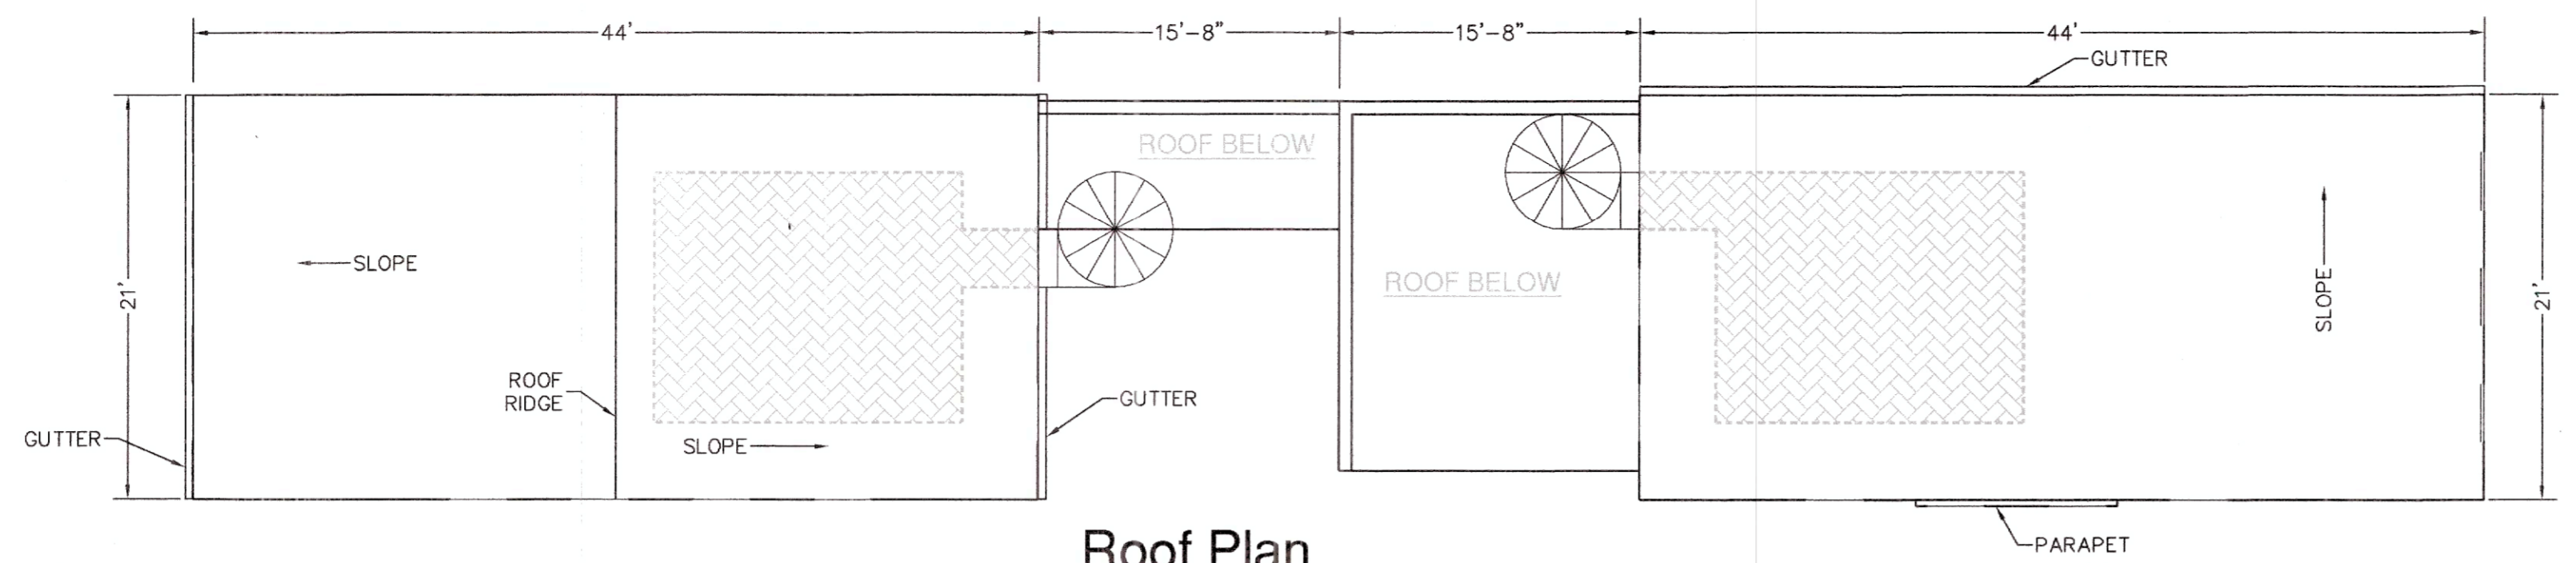 44'
15'-8"
15'-8"
44'
GUTTER
ROOF BELOW
SLOPE
21'
ROOF BELOW
SLOPE
21'
ROOF
RIDGE
GUTTER
GUTTER
SLOPE
PARAPET
Roof Plan